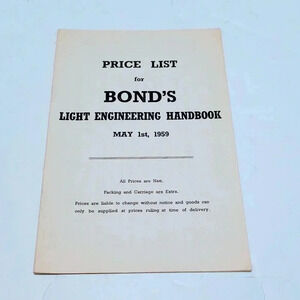 PRICE LIST
for
BOND'S
LIGHT ENGINEERING HANDBOOK
MAY 1st, 1959
All Prices are Nett.
Packing and Carriage are Extra.
Prices are liable to change without notice and goods can
only be supplied at prices ruling at time of delivery.